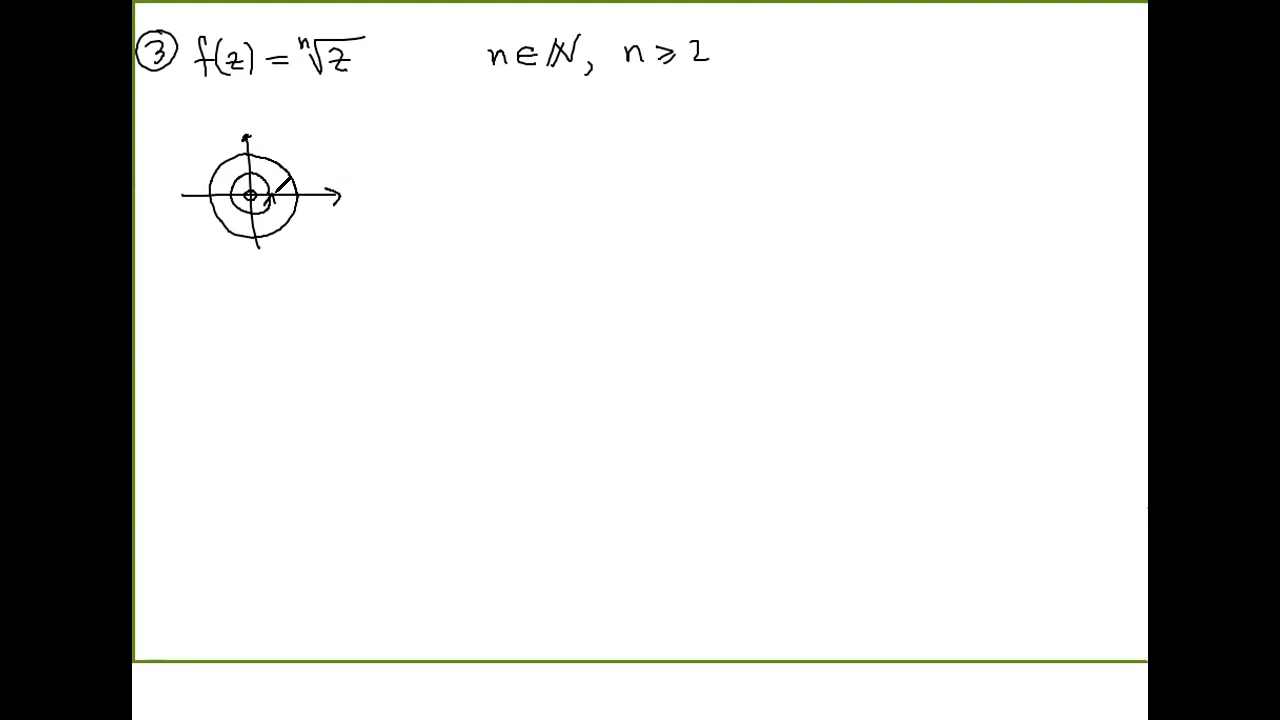 ③ f(z) = ⁿ√z n ∈ ℕ, n ⩾ 2